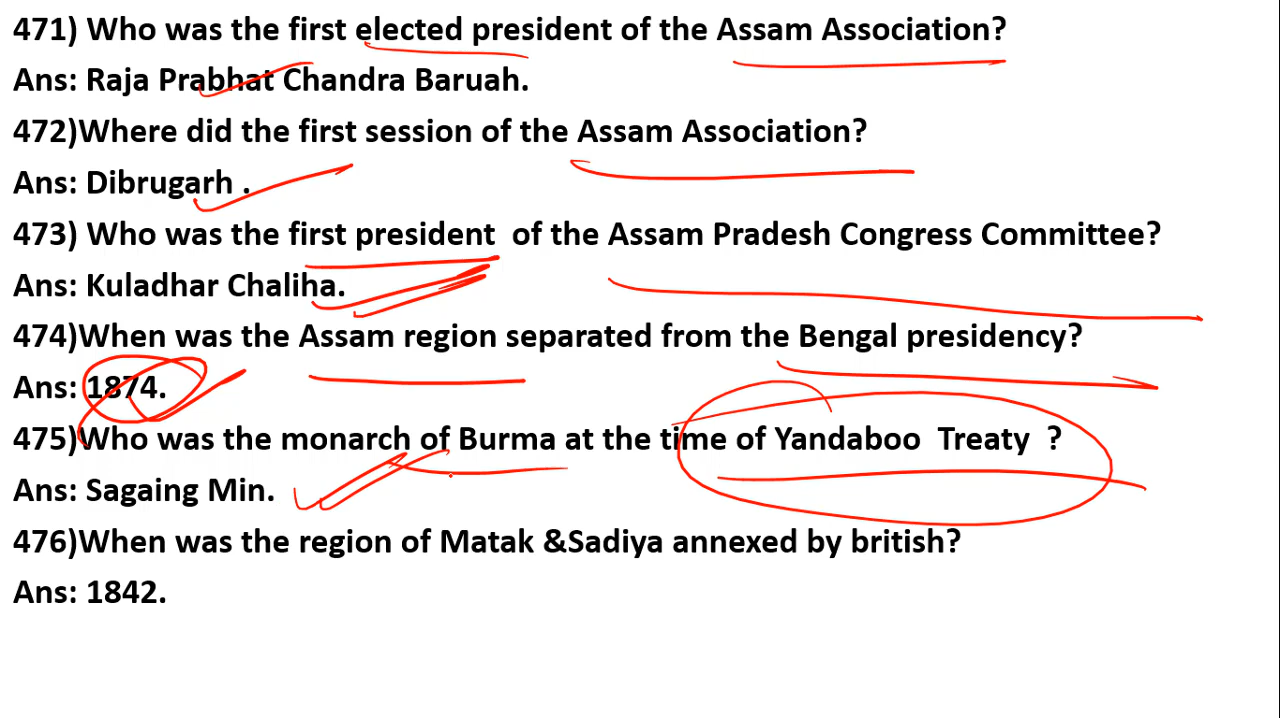 471) Who was the first elected president of the Assam Association?
Ans: Raja Prabhat Chandra Baruah.
472)Where did the first session of the Assam Association?
Ans: Dibrugarh .
473) Who was the first president of the Assam Pradesh Congress Committee?
Ans: Kuladhar Chaliha.
474)When was the Assam region separated from the Bengal presidency?
Ans: 1874.
475)Who was the monarch of Burma at the time of Yandaboo Treaty ?
Ans: Sagaing Min.
476)When was the region of Matak &Sadiya annexed by british?
Ans: 1842.